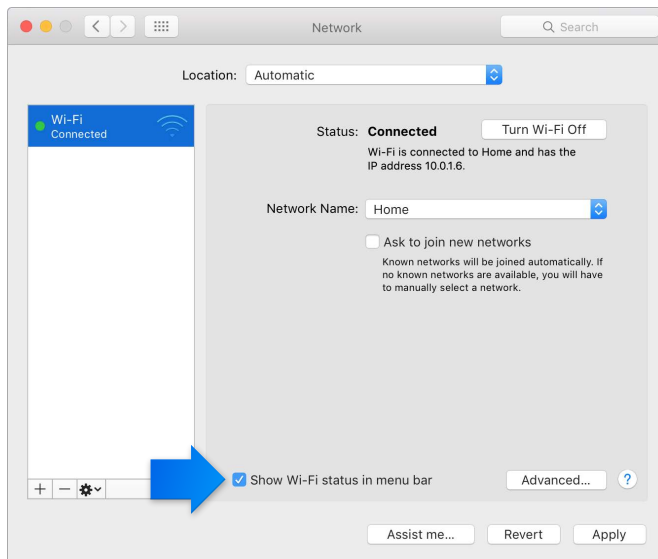 Network
Search
Location: Automatic
Wi-Fi
Connected
Status: Connected
Turn Wi-Fi Off
Wi-Fi is connected to Home and has the
IP address 10.0.1.6.
Network Name: Home
Ask to join new networks
Known networks will be joined automatically. If
no known networks are available, you will have
to manually select a network.
Show Wi-Fi status in menu bar
Advanced...
?
Assist me...
Revert
Apply